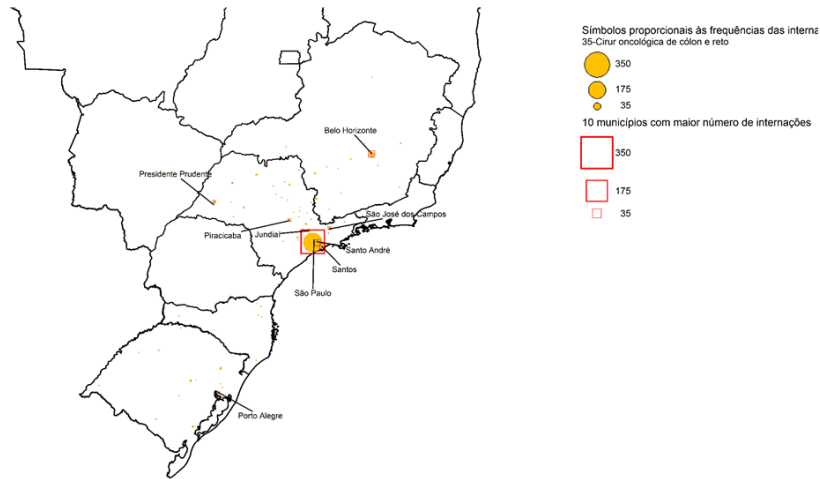 Símbolos proporcionais às frequências das interna
35-Cirur oncológica de cólon e reto
350
175
35
10 municípios com maior número de internações
350
175
35
Belo Horizonte
Presidente Prudente
São José dos Campos
Piracicaba
Jundiaí
Santo André
Santos
São Paulo
Porto Alegre